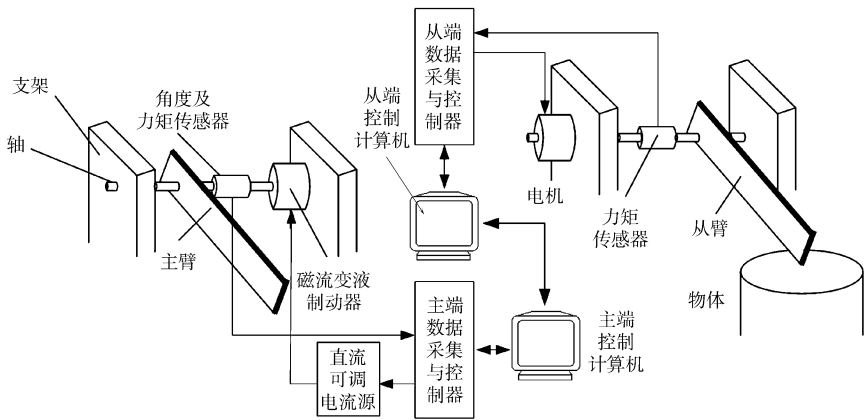 支架
轴
角度及
力矩传感器
主臂
磁流变液
制动器
直流
可调
电流源
从端
控制
计算机
从端
数据
采集
与控
制器
主端
数据
采集
与控
制器
主端
控制
计算机
电机
力矩
传感器
从臂
物体